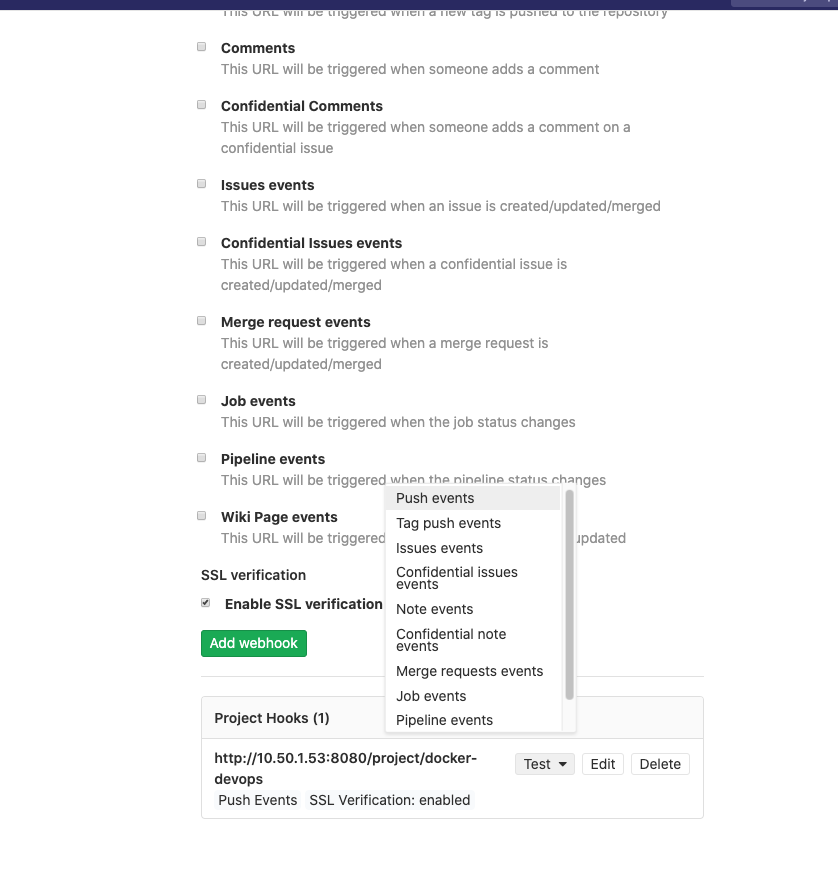 This URL will be triggered when a new tag is pushed to the repository
Comments
This URL will be triggered when someone adds a comment
Confidential Comments
This URL will be triggered when someone adds a comment on a
confidential issue
Issues events
This URL will be triggered when an issue is created/updated/merged
Confidential Issues events
This URL will be triggered when a confidential issue is
created/updated/merged
Merge request events
This URL will be triggered when a merge request is
created/updated/merged
Job events
This URL will be triggered when the job status changes
Pipeline events
This URL will be triggered when the pipeline status changes
Wiki Page events
This URL will be triggered updated
SSL verification
Enable SSL verification
Add webhook
Push events
Tag push events
Issues events
Confidential issues
events
Note events
Confidential note
events
Merge requests events
Job events
Pipeline events
Project Hooks (1)
http://10.50.1.53:8080/project/docker-
devops
Test Edit Delete
Push Events SSL Verification: enabled